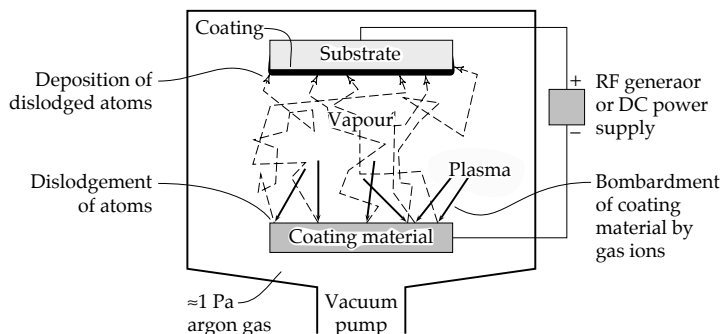 Coating
Substrate
Deposition of
dislodged atoms
+
RF generaor
or DC power
supply
−
Vapour
Plasma
Dislodgement
of atoms
Bombardment
of coating
material by
gas ions
Coating material
≈1 Pa
argon gas
Vacuum
pump